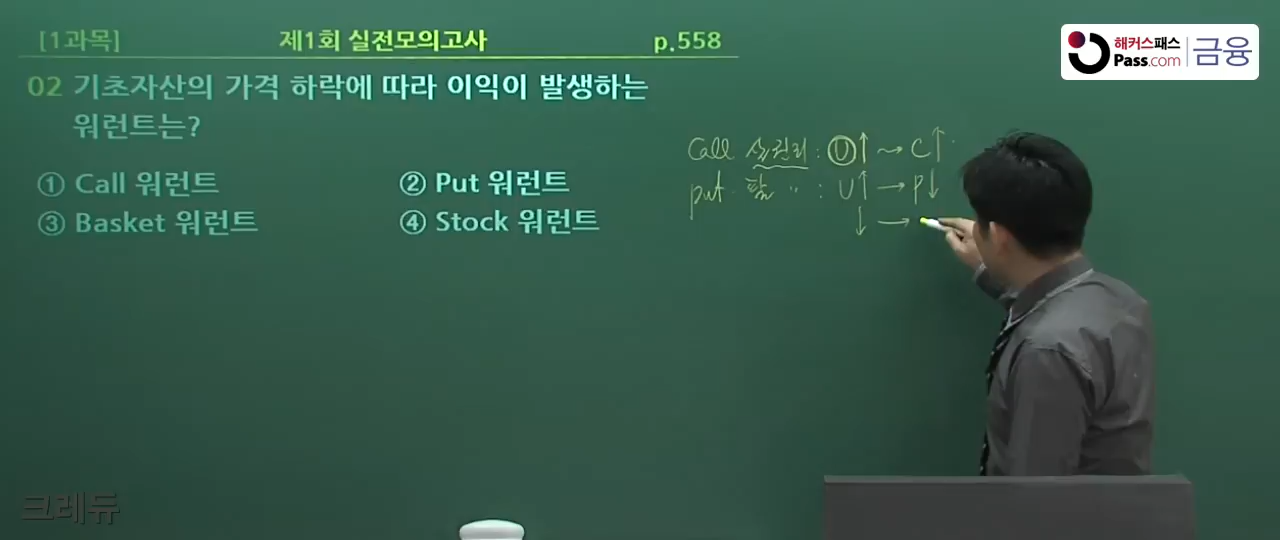 [1과목] 제1회 실전모의고사 p.558
해커스패스
Pass.com 금융
02 기초자산의 가격 하락에 따라 이익이 발생하는
워런트는?
① Call 워런트 ② Put 워런트
③ Basket 워런트 ④ Stock 워런트
Call 살권리 : U↑ → C↑
put 팔 〃 : U↑ → P↓
↓ →
크레듀